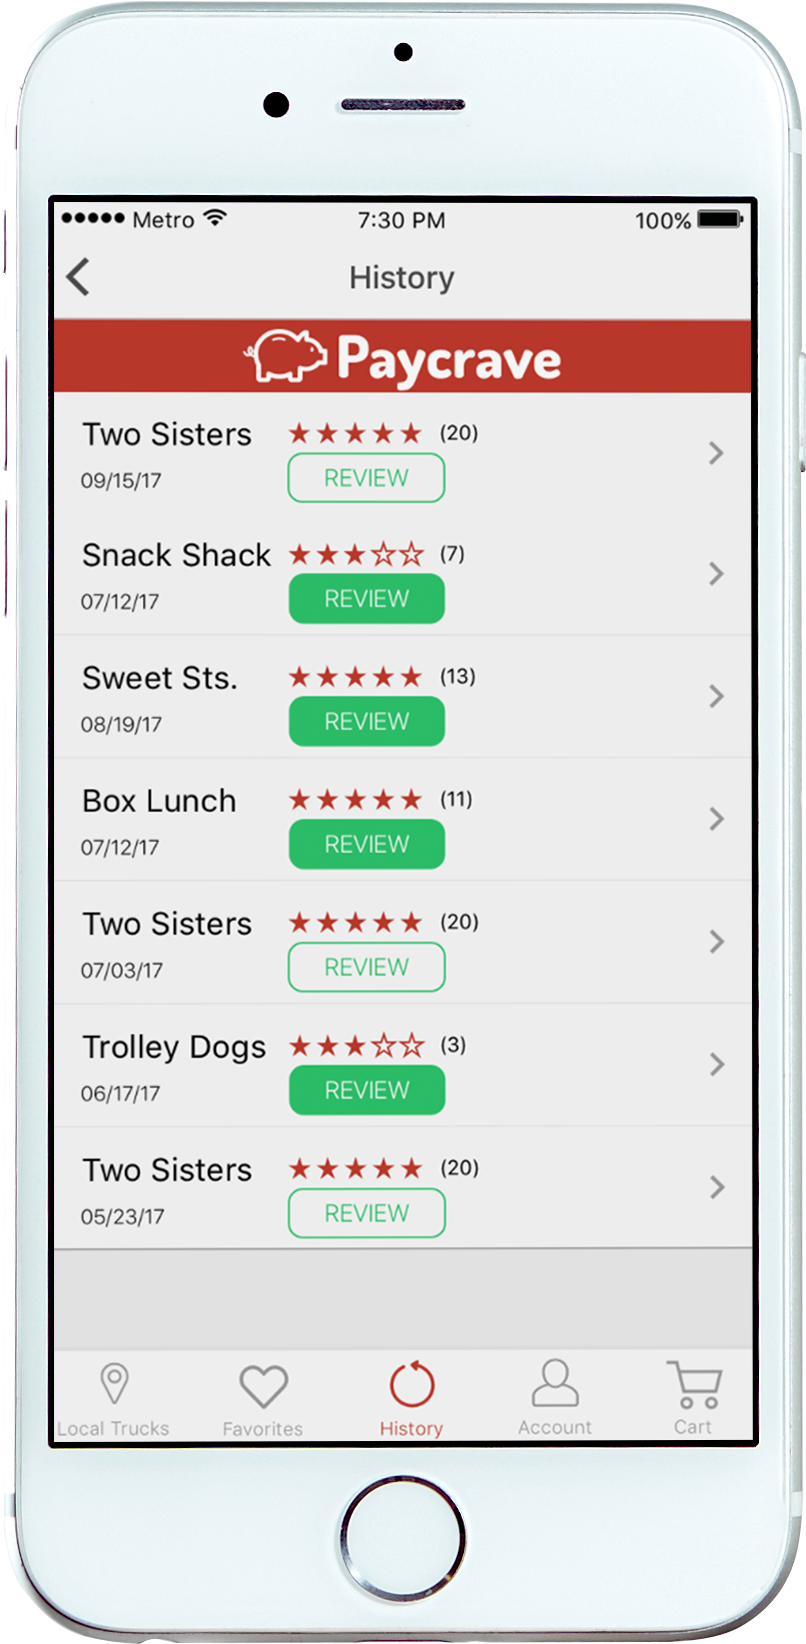 Metro 7:30 PM 100%
History
Paycrave
Two Sisters (20)
09/15/17 REVIEW
Snack Shack (7)
07/12/17 REVIEW
Sweet Sts. (13)
08/19/17 REVIEW
Box Lunch (11)
07/12/17 REVIEW
Two Sisters (20)
07/03/17 REVIEW
Trolley Dogs (3)
06/17/17 REVIEW
Two Sisters (20)
05/23/17 REVIEW
Local Trucks Favorites History Account Cart